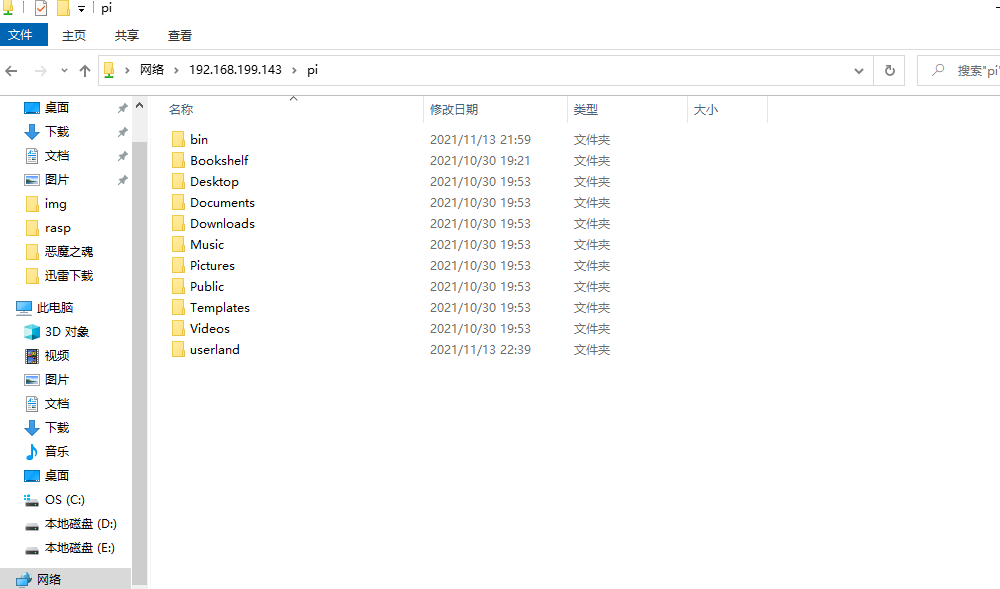 pi
文件 主页 共享 查看
网络 192.168.199.143 pi 搜索"pi"
名称 修改日期 类型 大小
桌面
下载
文档
图片
img
rasp
恶魔之魂
迅雷下载
此电脑
3D 对象
视频
图片
文档
下载
音乐
桌面
OS (C:)
本地磁盘 (D:)
本地磁盘 (E:)
网络
bin 2021/11/13 21:59 文件夹
Bookshelf 2021/10/30 19:21 文件夹
Desktop 2021/10/30 19:53 文件夹
Documents 2021/10/30 19:53 文件夹
Downloads 2021/10/30 19:53 文件夹
Music 2021/10/30 19:53 文件夹
Pictures 2021/10/30 19:53 文件夹
Public 2021/10/30 19:53 文件夹
Templates 2021/10/30 19:53 文件夹
Videos 2021/10/30 19:53 文件夹
userland 2021/11/13 22:39 文件夹